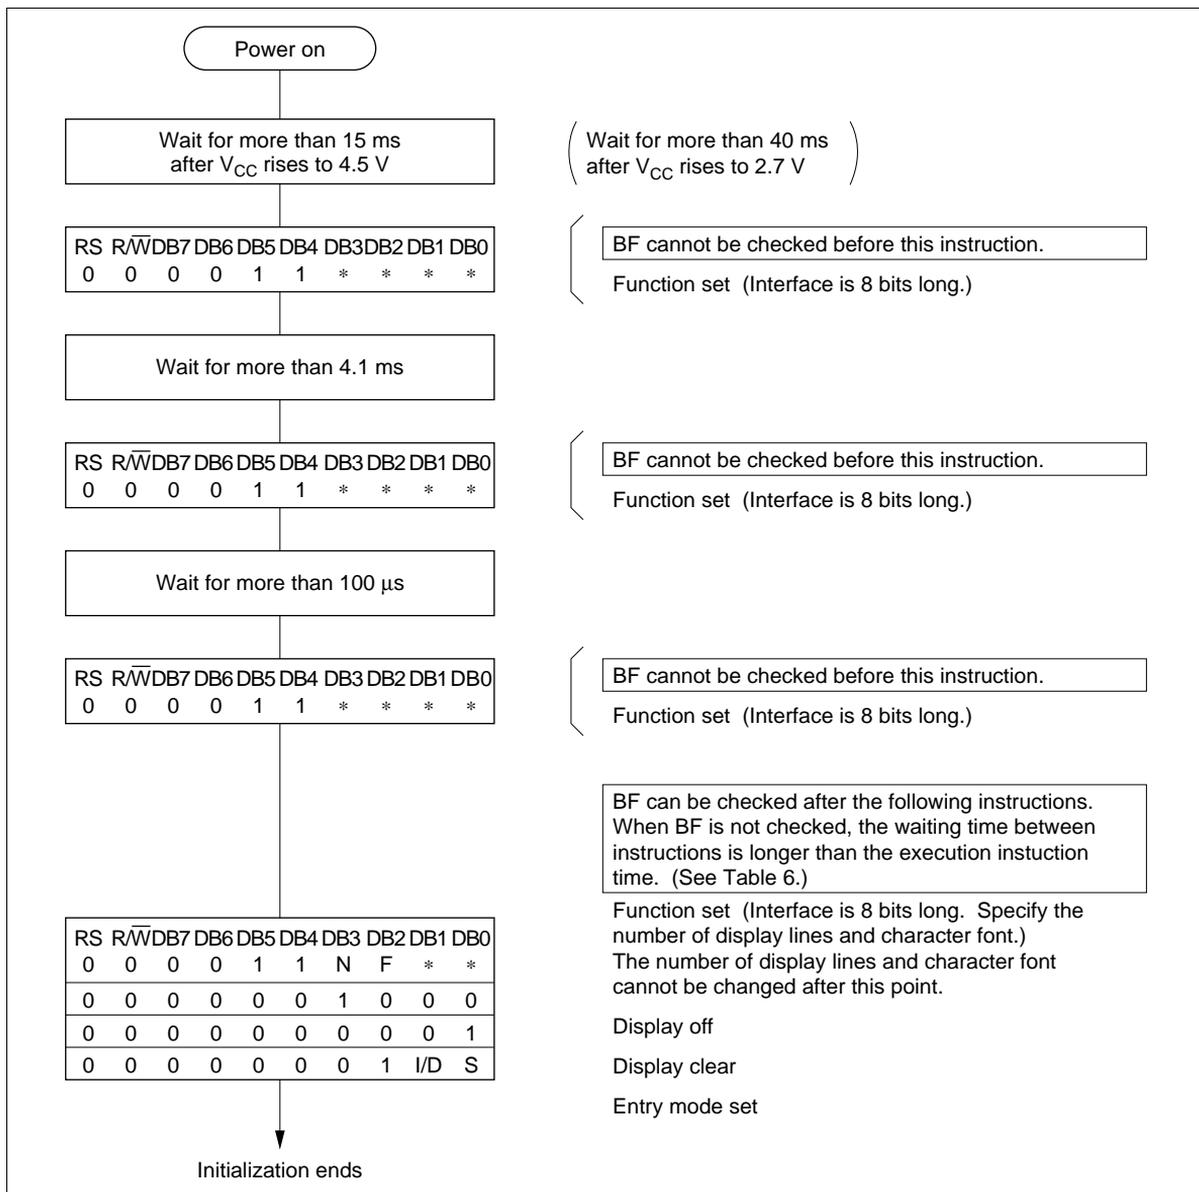 Power on
Wait for more than 15 ms
after VCC rises to 4.5 V
Wait for more than 40 ms
after VCC rises to 2.7 V
RS R/W̅ DB7 DB6 DB5 DB4 DB3 DB2 DB1 DB0
0 0 0 0 1 1 * * * *
BF cannot be checked before this instruction.
Function set (Interface is 8 bits long.)
Wait for more than 4.1 ms
RS R/W̅ DB7 DB6 DB5 DB4 DB3 DB2 DB1 DB0
0 0 0 0 1 1 * * * *
BF cannot be checked before this instruction.
Function set (Interface is 8 bits long.)
Wait for more than 100 μs
RS R/W̅ DB7 DB6 DB5 DB4 DB3 DB2 DB1 DB0
0 0 0 0 1 1 * * * *
BF cannot be checked before this instruction.
Function set (Interface is 8 bits long.)
BF can be checked after the following instructions.
When BF is not checked, the waiting time between
instructions is longer than the execution instuction
time. (See Table 6.)
RS R/W̅ DB7 DB6 DB5 DB4 DB3 DB2 DB1 DB0
0 0 0 0 1 1 N F * *
0 0 0 0 0 0 1 0 0 0
0 0 0 0 0 0 0 0 0 1
0 0 0 0 0 0 0 1 I/D S
Function set (Interface is 8 bits long. Specify the
number of display lines and character font.)
The number of display lines and character font
cannot be changed after this point.
Display off
Display clear
Entry mode set
Initialization ends